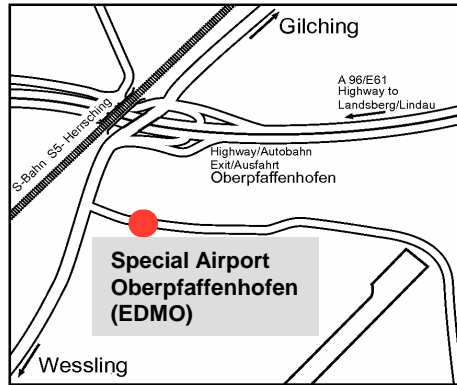 Gilching
A 96/E61
Highway to
Landsberg/Lindau
S-Bahn S5- Herrsching
Highway/Autobahn
Exit/Ausfahrt
Oberpfaffenhofen
Special Airport
Oberpfaffenhofen
(EDMO)
Wessling